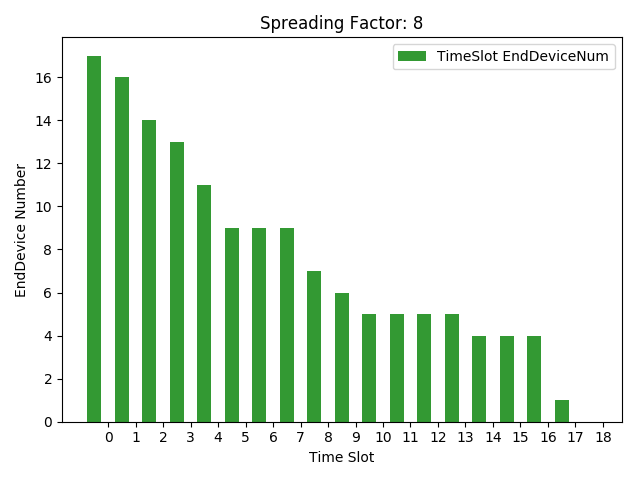 Spreading Factor: 8
TimeSlot EndDeviceNum
EndDevice Number
16
14
12
10
8
6
4
2
0
0 1 2 3 4 5 6 7 8 9 10 11 12 13 14 15 16 17 18
Time Slot